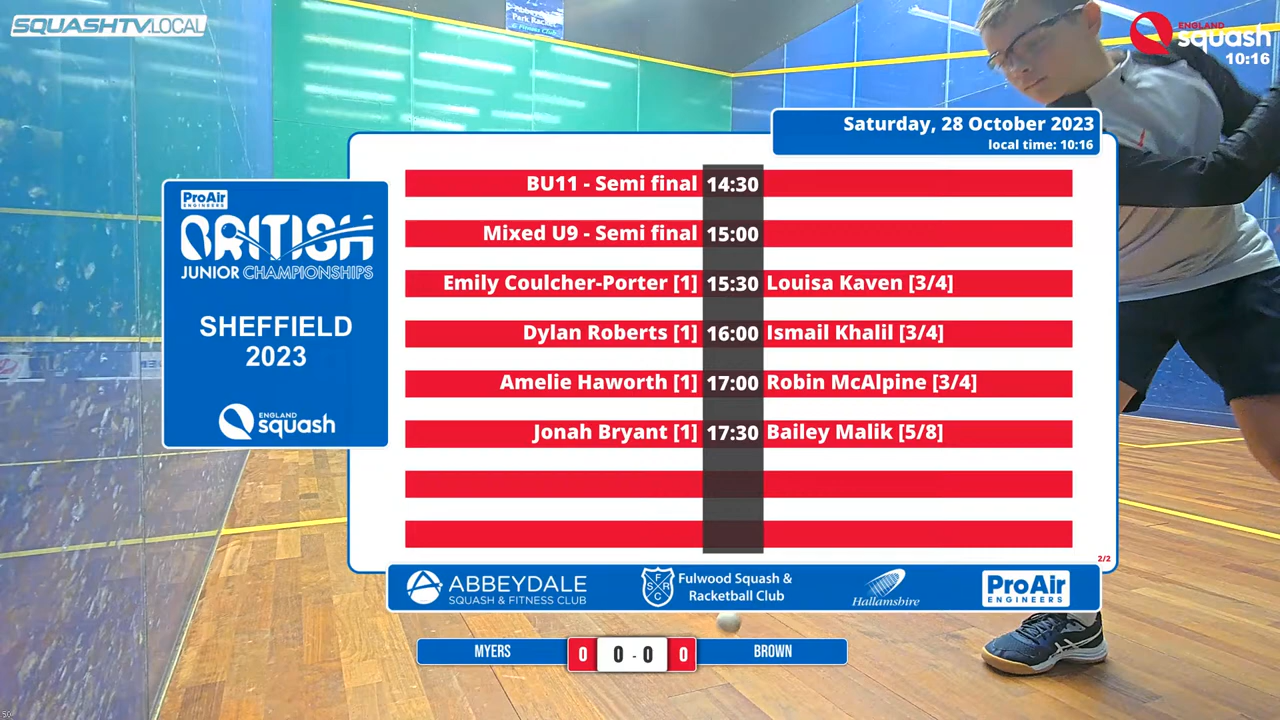 SQUASHTV.LOCAL
ENGLAND
squash
10:16
Saturday, 28 October 2023
local time: 10:16
ProAir
ENGINEERS
BRITISH
JUNIOR CHAMPIONSHIPS
SHEFFIELD
2023
ENGLAND
squash
BU11 - Semi final 14:30
Mixed U9 - Semi final 15:00
Emily Coulcher-Porter [1] 15:30 Louisa Kaven [3/4]
Dylan Roberts [1] 16:00 Ismail Khalil [3/4]
Amelie Haworth [1] 17:00 Robin McAlpine [3/4]
Jonah Bryant [1] 17:30 Bailey Malik [5/8]
2/2
ABBEYDALE
SQUASH & FITNESS CLUB
FSRC
Fulwood Squash &
Racketball Club
Hallamshire
ProAir
ENGINEERS
MYERS 0 0 - 0 0 BROWN
50